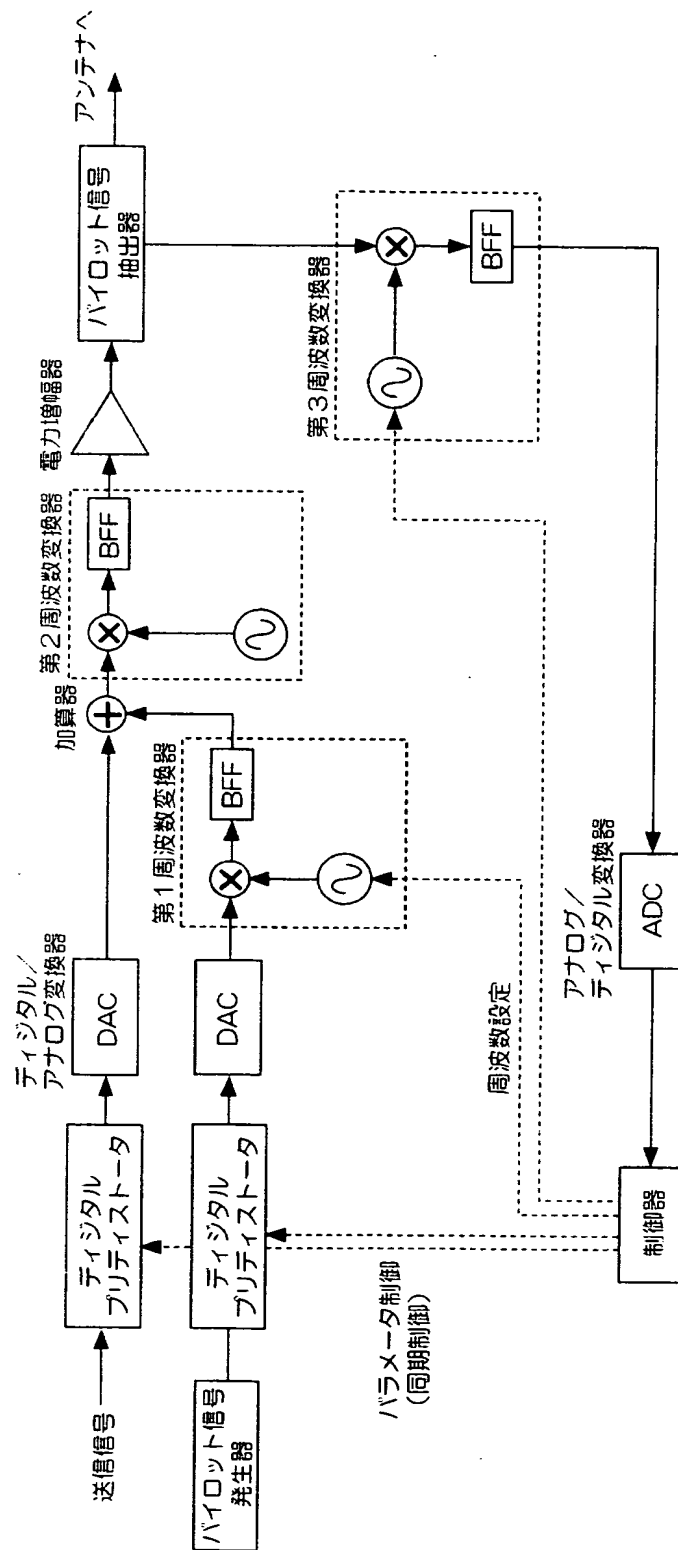 送信信号
ディジタル
プリディストータ
ディジタル/
アナログ変換器
DAC
加算器
第2周波数変換器
BFF
電力増幅器
パイロット信号
抽出器
アンテナへ
パイロット信号
発生器
ディジタル
プリディストータ
DAC
第1周波数変換器
BFF
第3周波数変換器
BFF
パラメータ制御
(同期制御)
周波数設定
制御器
アナログ/
ディジタル変換器
ADC